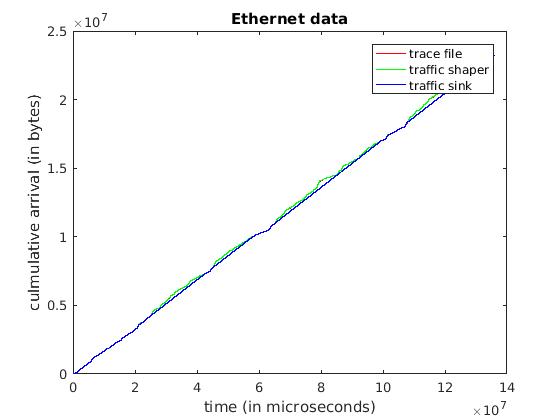 Ethernet data
×10⁷
2.5
2
1.5
1
0.5
0
culmulative arrival (in bytes)
trace file
traffic shaper
traffic sink
0 2 4 6 8 10 12 14
time (in microseconds)
×10⁷